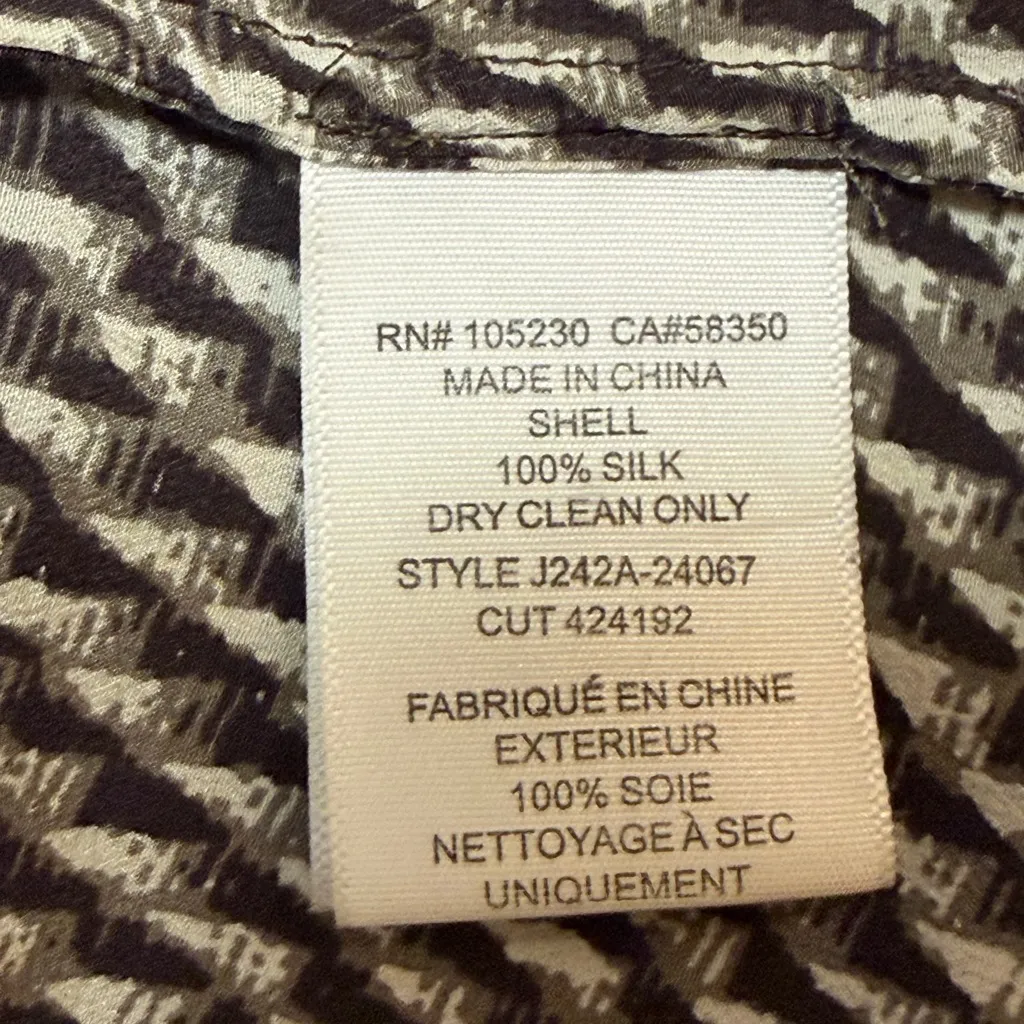 RN# 105230 CA#58350
MADE IN CHINA
SHELL
100% SILK
DRY CLEAN ONLY
STYLE J242A-24067
CUT 424192
FABRIQUÉ EN CHINE
EXTERIEUR
100% SOIE
NETTOYAGE À SEC
UNIQUEMENT